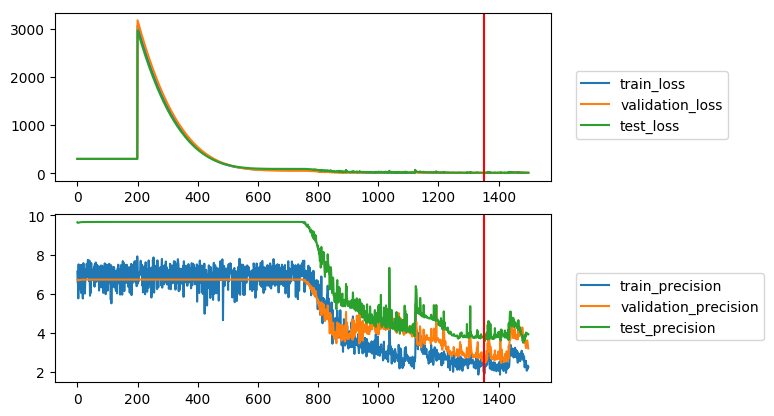 3000
2000
1000
0
0 200 400 600 800 1000 1200 1400
train_loss
validation_loss
test_loss
10
8
6
4
2
0 200 400 600 800 1000 1200 1400
train_precision
validation_precision
test_precision